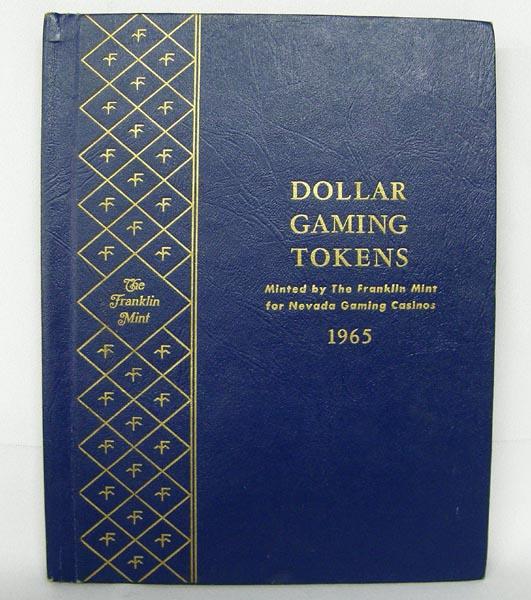 DOLLAR
GAMING
TOKENS
Minted by The Franklin Mint
for Nevada Gaming Casinos
1965
The
Franklin
Mint